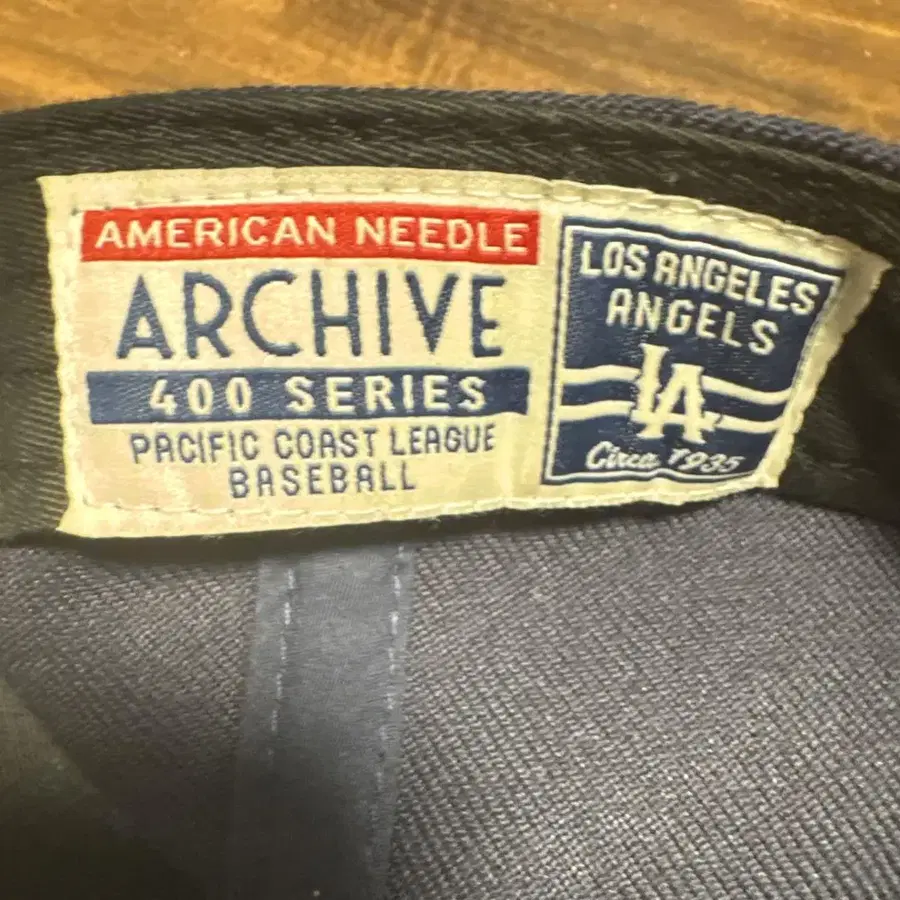 AMERICAN NEEDLE
ARCHIVE
400 SERIES
PACIFIC COAST LEAGUE
BASEBALL
LOS ANGELES
ANGELS
LA
Circa 1935